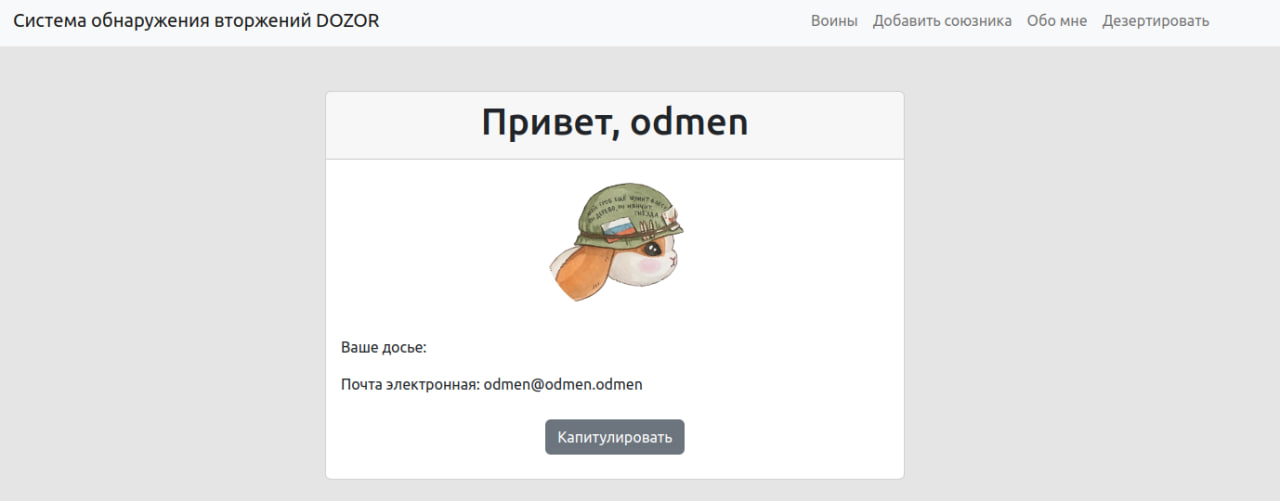 Система обнаружения вторжений DOZOR
Воины Добавить союзника Обо мне Дезертировать
Привет, odmen
ГНЁЗДА
Ваше досье:
Почта электронная: odmen@odmen.odmen
Капитулировать